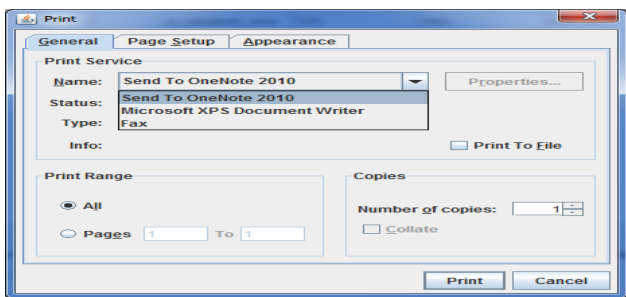 Print
General Page Setup Appearance
Print Service
Name: Send To OneNote 2010 Properties...
Status: Send To OneNote 2010
Microsoft XPS Document Writer
Type: Fax
Info: Print To File
Print Range Copies
All Number of copies: 1
Pages 1 To 1 Collate
Print Cancel